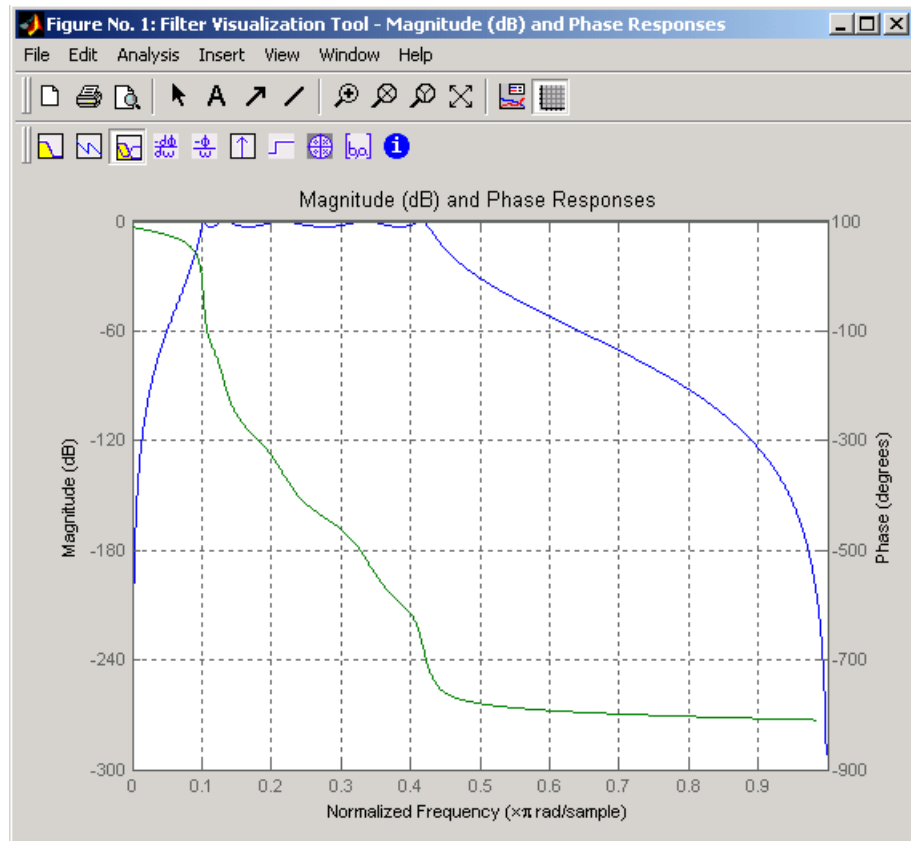 Figure No. 1: Filter Visualization Tool - Magnitude (dB) and Phase Responses
File Edit Analysis Insert View Window Help
A
-dΦ
dω
-Φ
ω
[b,a]
i
Magnitude (dB) and Phase Responses
0
-60
-120
-180
-240
-300
Magnitude (dB)
100
-100
-300
-500
-700
-900
Phase (degrees)
0 0.1 0.2 0.3 0.4 0.5 0.6 0.7 0.8 0.9
Normalized Frequency (×π rad/sample)